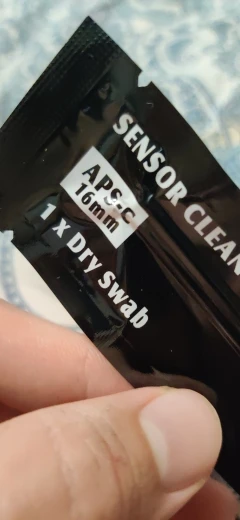 SENSOR CLEAN
APS-C
16mm
1 x Dry Swab